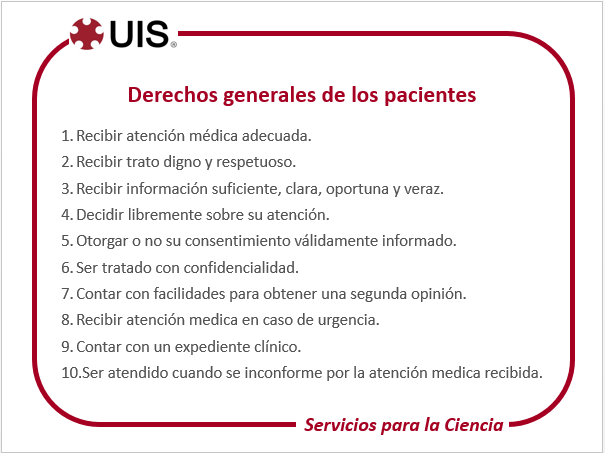 UIS®
Derechos generales de los pacientes
1. Recibir atención médica adecuada.
2. Recibir trato digno y respetuoso.
3. Recibir información suficiente, clara, oportuna y veraz.
4. Decidir libremente sobre su atención.
5. Otorgar o no su consentimiento válidamente informado.
6. Ser tratado con confidencialidad.
7. Contar con facilidades para obtener una segunda opinión.
8. Recibir atención medica en caso de urgencia.
9. Contar con un expediente clínico.
10.Ser atendido cuando se inconforme por la atención medica recibida.
Servicios para la Ciencia